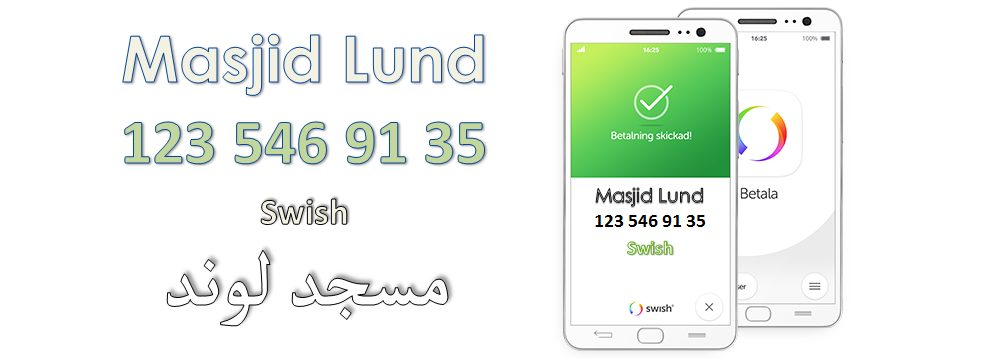 Masjid Lund
123 546 91 35
Swish
مسجد لوند
16:25 100%
Betalning skickad!
Masjid Lund
123 546 91 35
Swish
swish®
16:25 100%
Betala